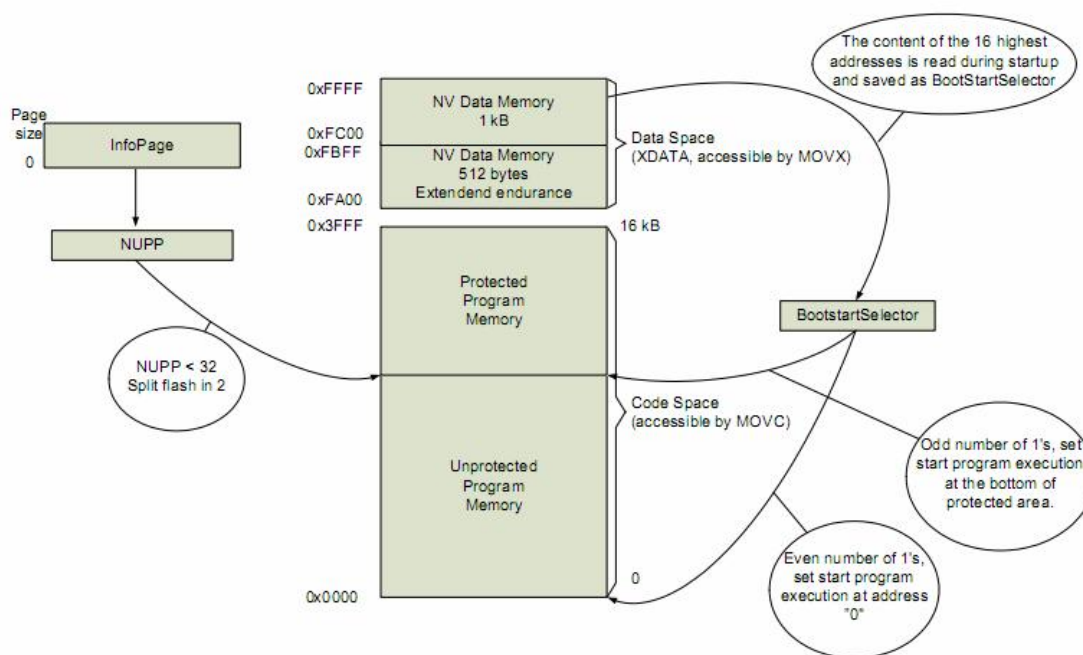 The content of the 16 highest
addresses is read during startup
and saved as BootStartSelector
Page
size
0
InfoPage
NUPP
NUPP < 32
Split flash in 2
0xFFFF
0xFC00
0xFBFF
0xFA00
0x3FFF
0x0000
NV Data Memory
1 kB
NV Data Memory
512 bytes
Extendend endurance
Data Space
(XDATA, accessible by MOVX)
16 kB
Protected
Program
Memory
BootstartSelector
Code Space
(accessible by MOVC)
Unprotected
Program
Memory
0
Odd number of 1's, set
start program execution
at the bottom of
protected area.
Even number of 1's,
set start program
execution at address
"0"